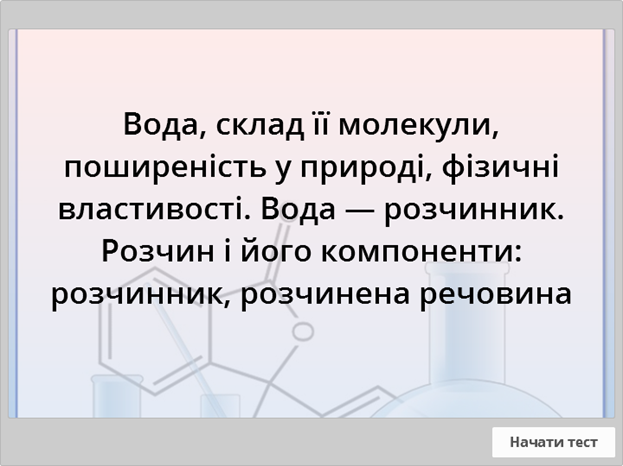 Вода, склад її молекули,
поширеність у природі, фізичні
властивості. Вода — розчинник.
Розчин і його компоненти:
розчинник, розчинена речовина
O
O
Начати тест